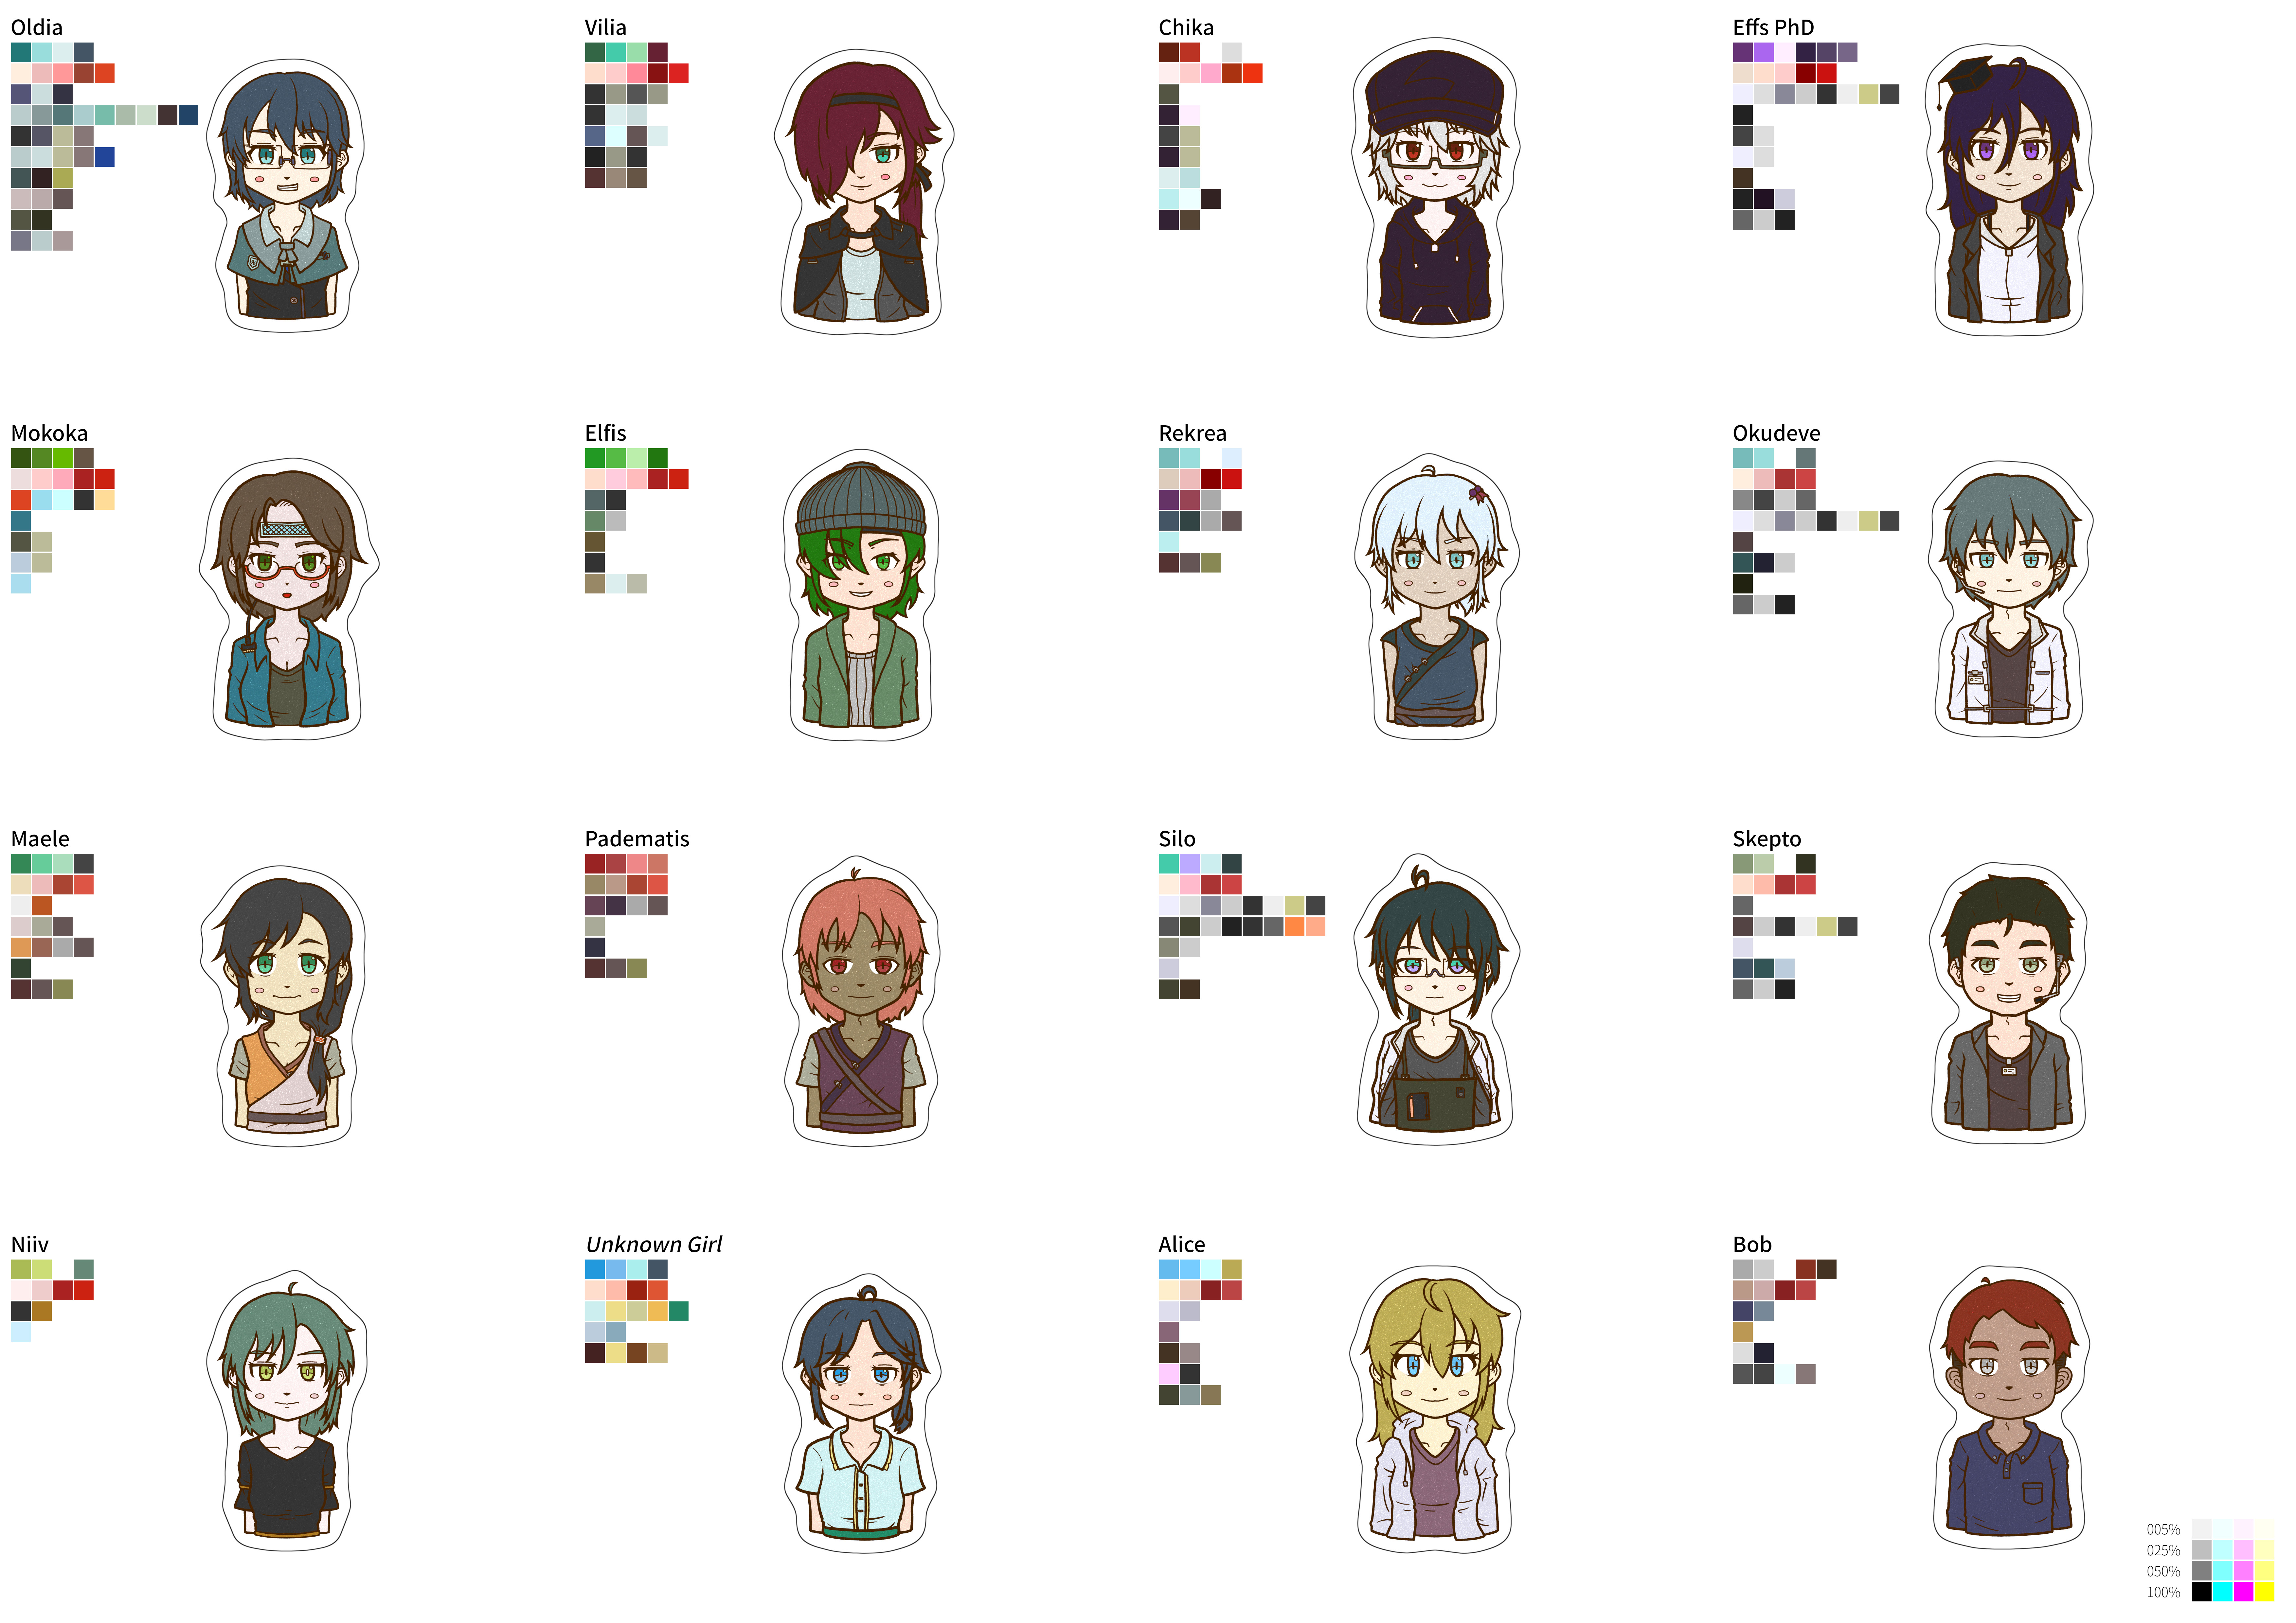 Oldia
Vilia
Chika
Effs PhD
Mokoka
Elfis
Rekrea
Okudeve
Maele
Padematis
Silo
Skepto
Niiv
Unknown Girl
Alice
Bob
005%
025%
050%
100%